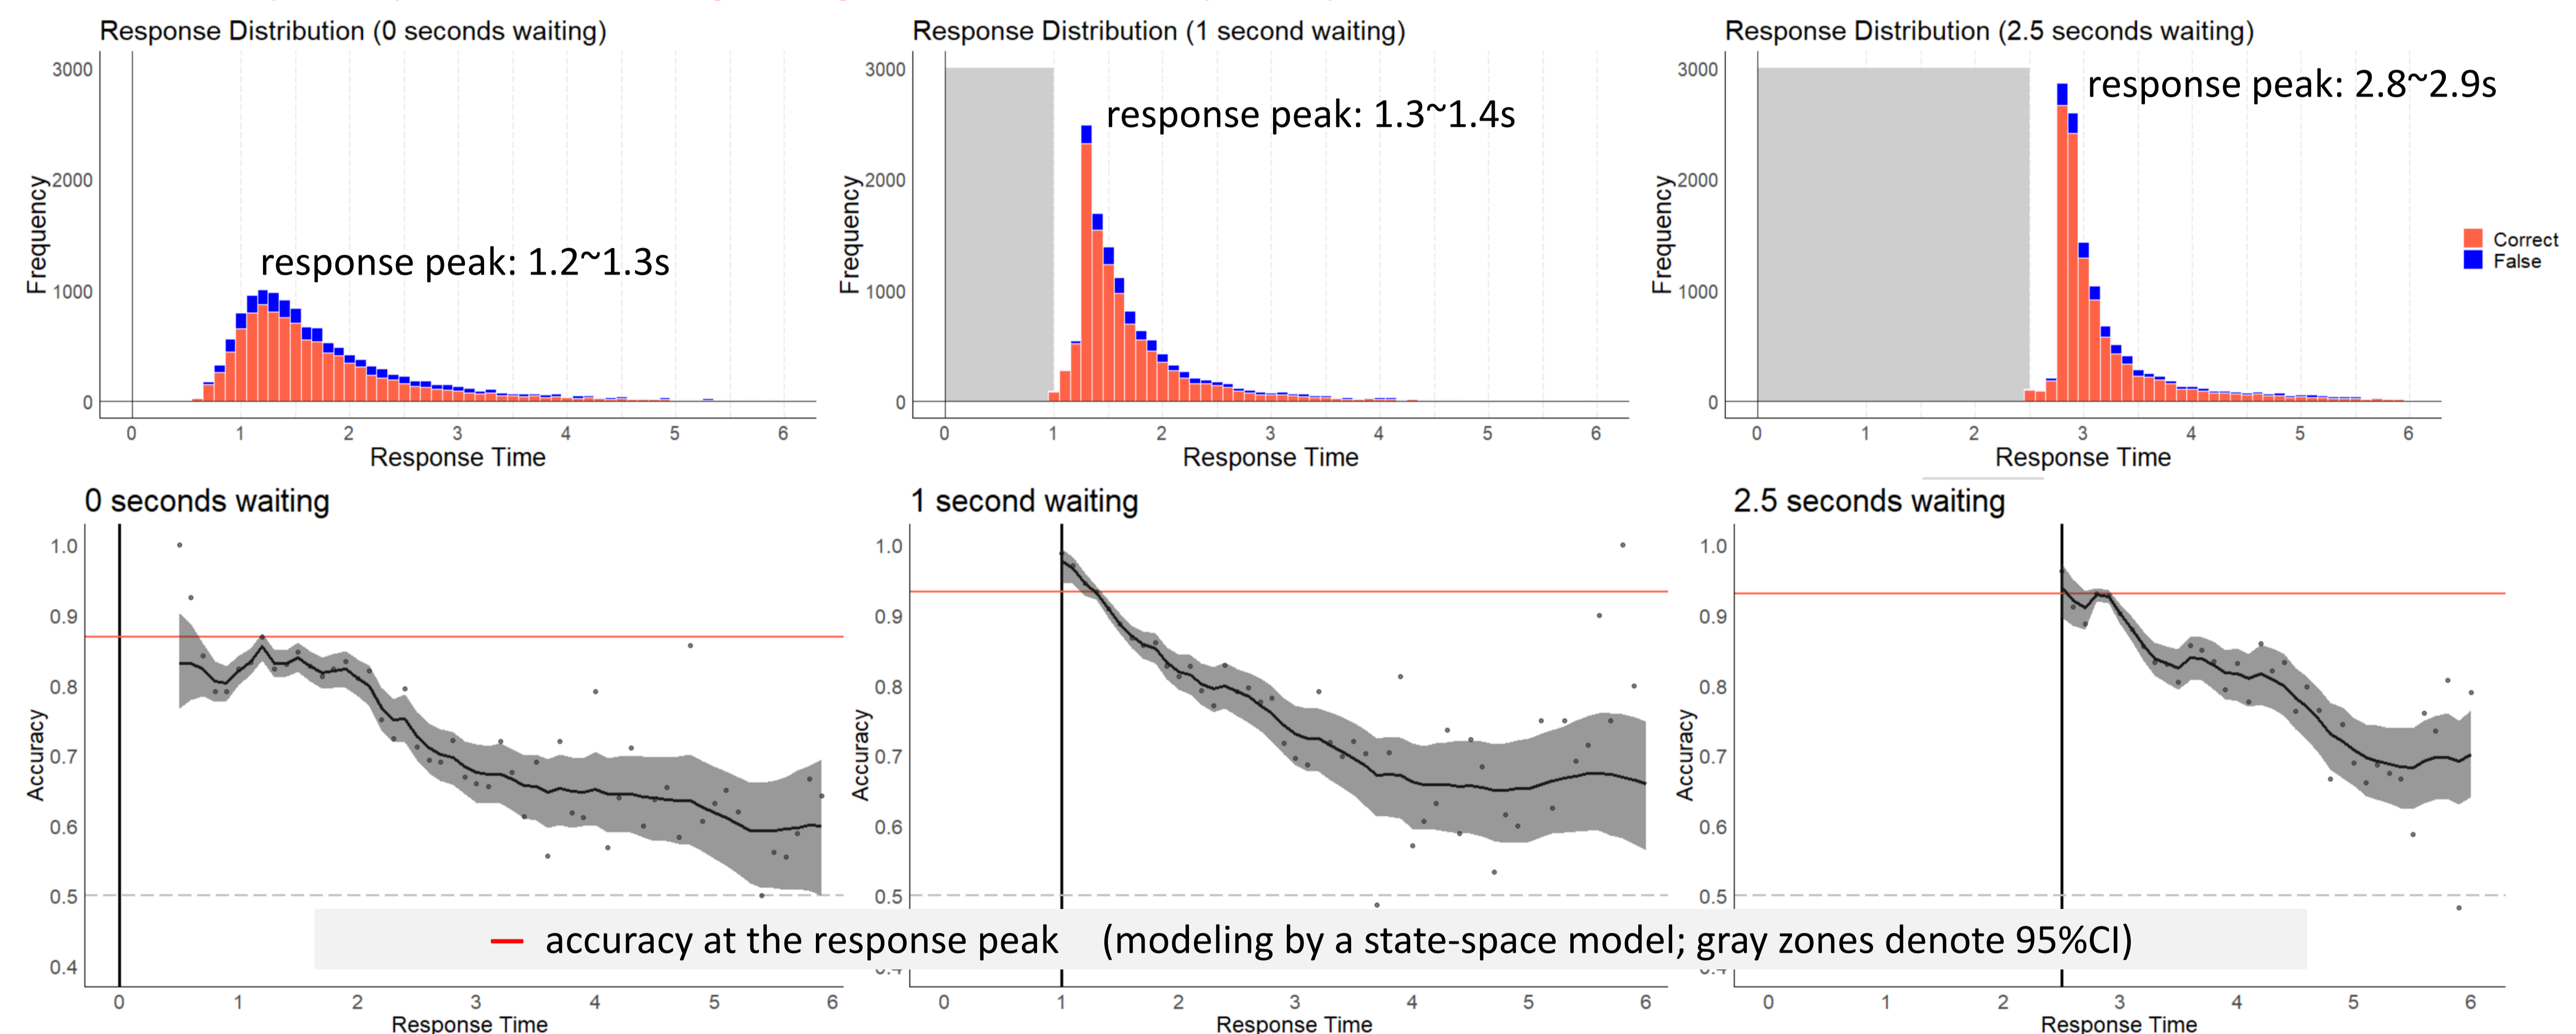 Response Distribution (0 seconds waiting)
3000
2000
1000
0
Frequency
response peak: 1.2~1.3s
0 1 2 3 4 5 6
Response Time
Response Distribution (1 second waiting)
3000
2000
1000
0
Frequency
response peak: 1.3~1.4s
0 1 2 3 4 5 6
Response Time
Response Distribution (2.5 seconds waiting)
3000
2000
1000
0
Frequency
response peak: 2.8~2.9s
0 1 2 3 4 5 6
Response Time
Correct
False
0 seconds waiting
1.0
0.9
0.8
0.7
0.6
0.5
0.4
Accuracy
0 1 2 3 4 5 6
Response Time
1 second waiting
1.0
0.9
0.8
0.7
0.6
0.5
Accuracy
0 1 2 3 4 5 6
Response Time
2.5 seconds waiting
1.0
0.9
0.8
0.7
0.6
0.5
Accuracy
0 1 2 3 4 5 6
Response Time
accuracy at the response peak (modeling by a state-space model; gray zones denote 95%CI)